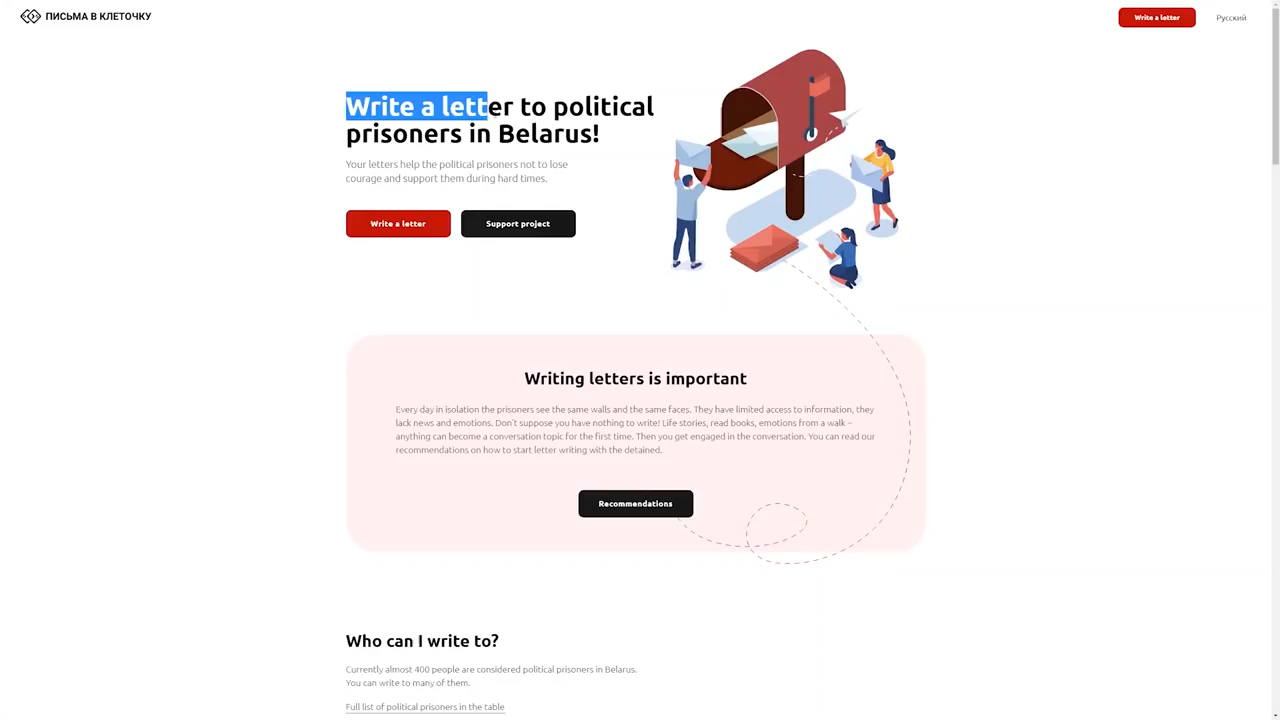 ПИСЬМА В КЛЕТОЧКУ
Write a letter
Русский
Write a letter to political
prisoners in Belarus!
Your letters help the political prisoners not to lose
courage and support them during hard times.
Write a letter
Support project
Writing letters is important
Every day in isolation the prisoners see the same walls and the same faces. They have limited access to information, they
lack news and emotions. Don't suppose you have nothing to write! Life stories, read books, emotions from a walk –
anything can become a conversation topic for the first time. Then you get engaged in the conversation. You can read our
recommendations on how to start letter writing with the detained.
Recommendations
Who can I write to?
Currently almost 400 people are considered political prisoners in Belarus.
You can write to many of them.
Full list of political prisoners in the table